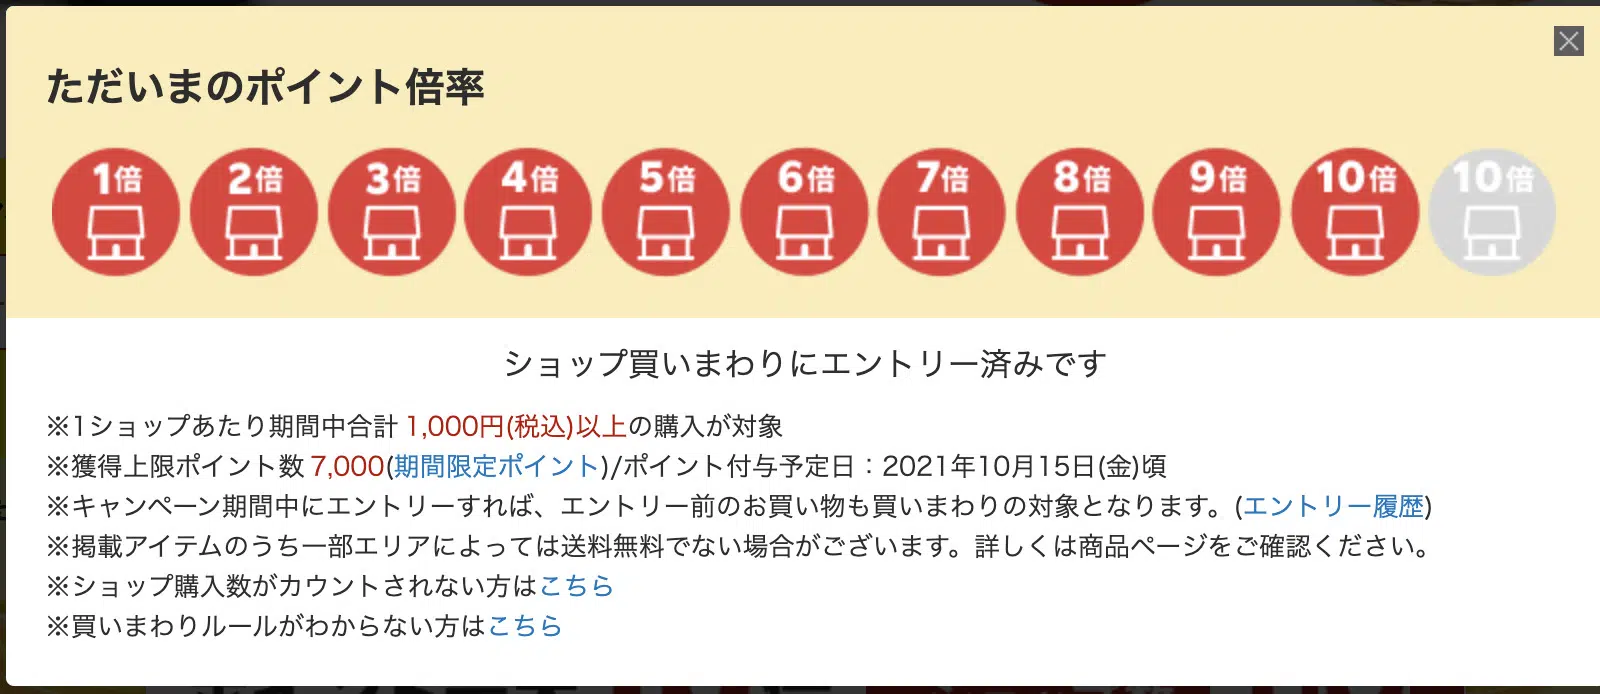 ただいまのポイント倍率
1倍 2倍 3倍 4倍 5倍 6倍 7倍 8倍 9倍 10倍 10倍
ショップ買いまわりにエントリー済みです
※1ショップあたり期間中合計 1,000円(税込)以上の購入が対象
※獲得上限ポイント数 7,000(期間限定ポイント)/ポイント付与予定日：2021年10月15日(金)頃
※キャンペーン期間中にエントリーすれば、エントリー前のお買い物も買いまわりの対象となります。(エントリー履歴)
※掲載アイテムのうち一部エリアによっては送料無料でない場合がございます。詳しくは商品ページをご確認ください。
※ショップ購入数がカウントされない方はこちら
※買いまわりルールがわからない方はこちら